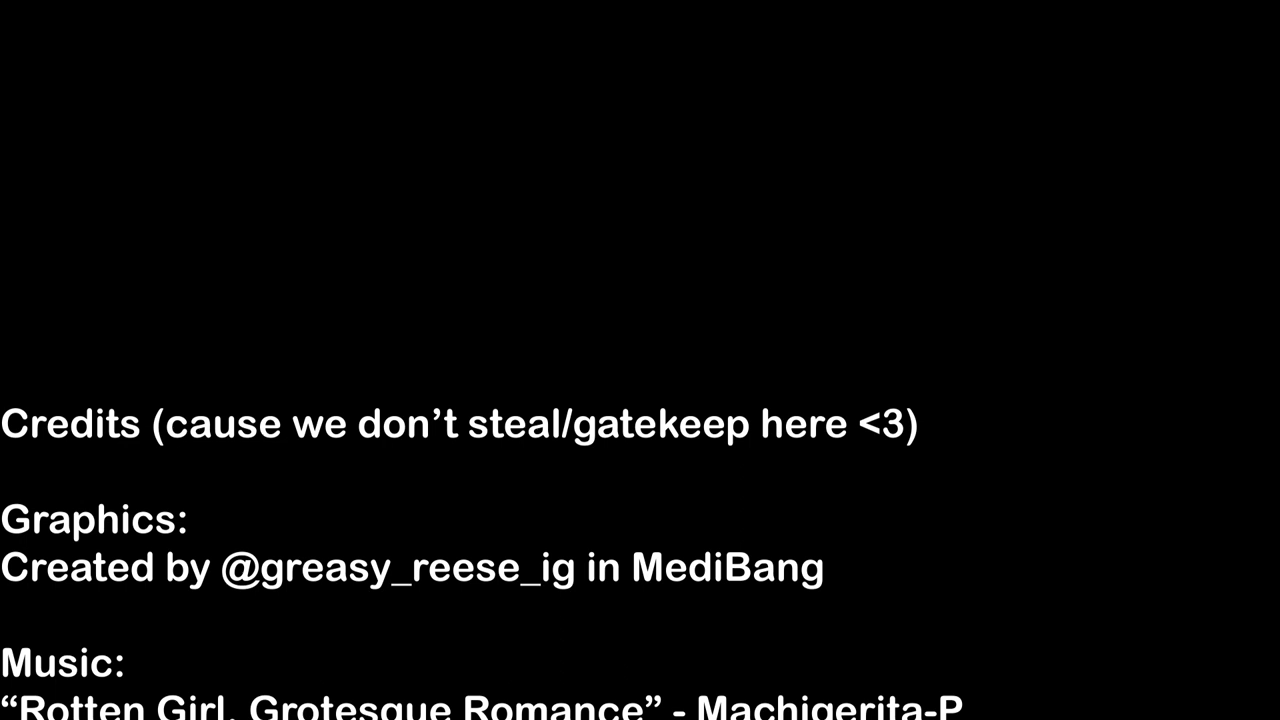 Credits (cause we don’t steal/gatekeep here <3)
Graphics:
Created by @greasy_reese_ig in MediBang
Music:
“Rotten Girl, Grotesque Romance” - Machigerita-P